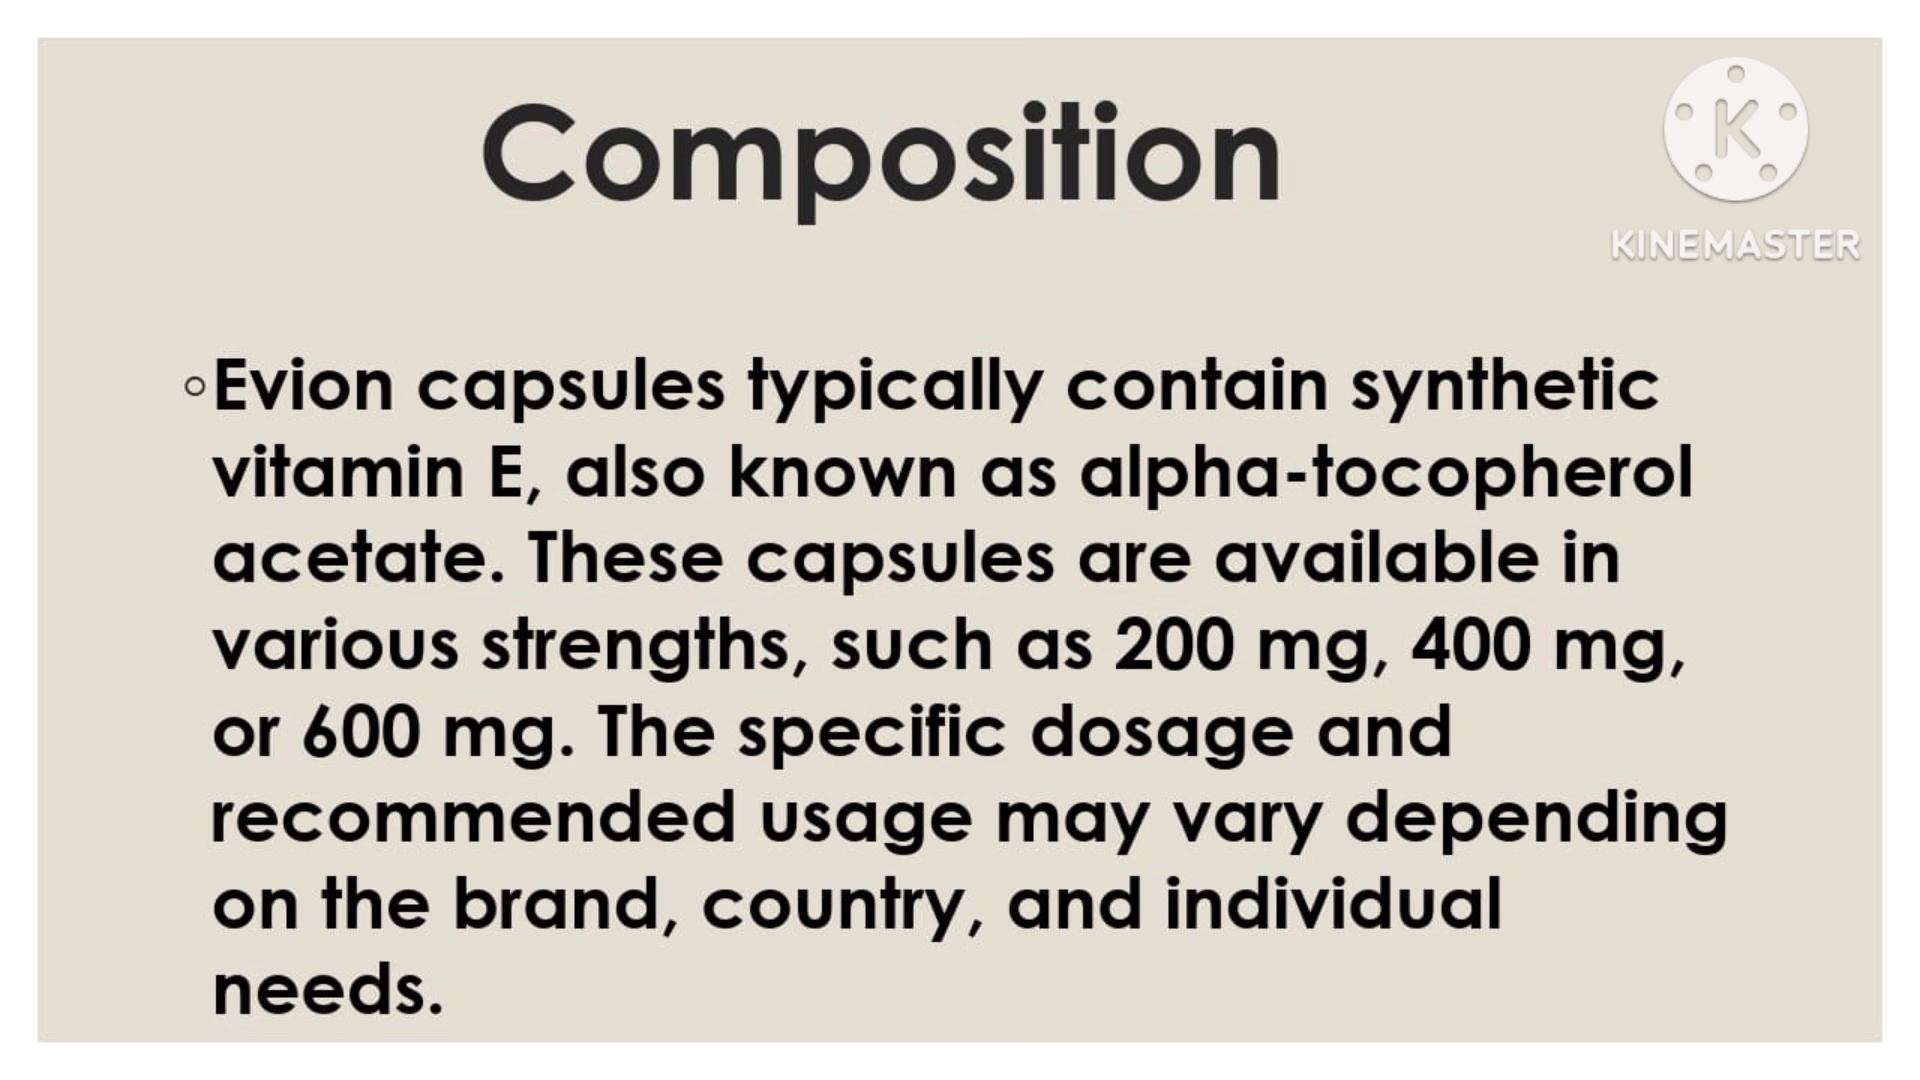 Composition
K
KINEMASTER
◦Evion capsules typically contain synthetic
vitamin E, also known as alpha-tocopherol
acetate. These capsules are available in
various strengths, such as 200 mg, 400 mg,
or 600 mg. The specific dosage and
recommended usage may vary depending
on the brand, country, and individual
needs.